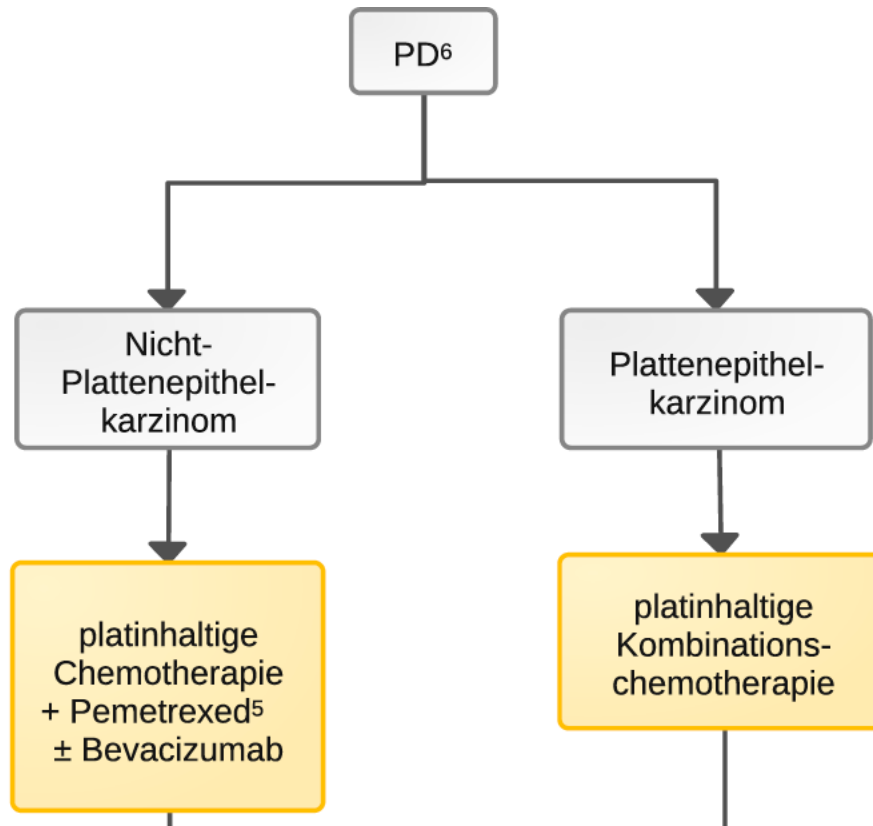 PD⁶
Nicht-
Plattenepithel-
karzinom
Plattenepithel-
karzinom
platinhaltige
Chemotherapie
+ Pemetrexed⁵
± Bevacizumab
platinhaltige
Kombinations-
chemotherapie